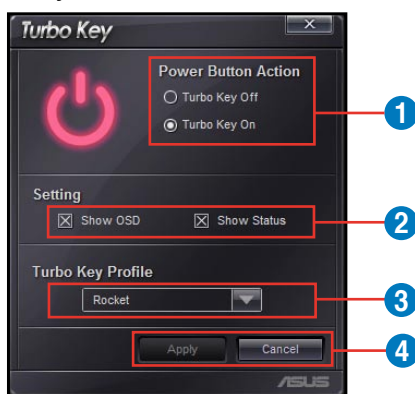 Turbo Key
Power Button Action
Turbo Key Off
1
Turbo Key On
Setting
Show OSD Show Status
2
Turbo Key Profile
Rocket
3
Apply Cancel
4
ASUS